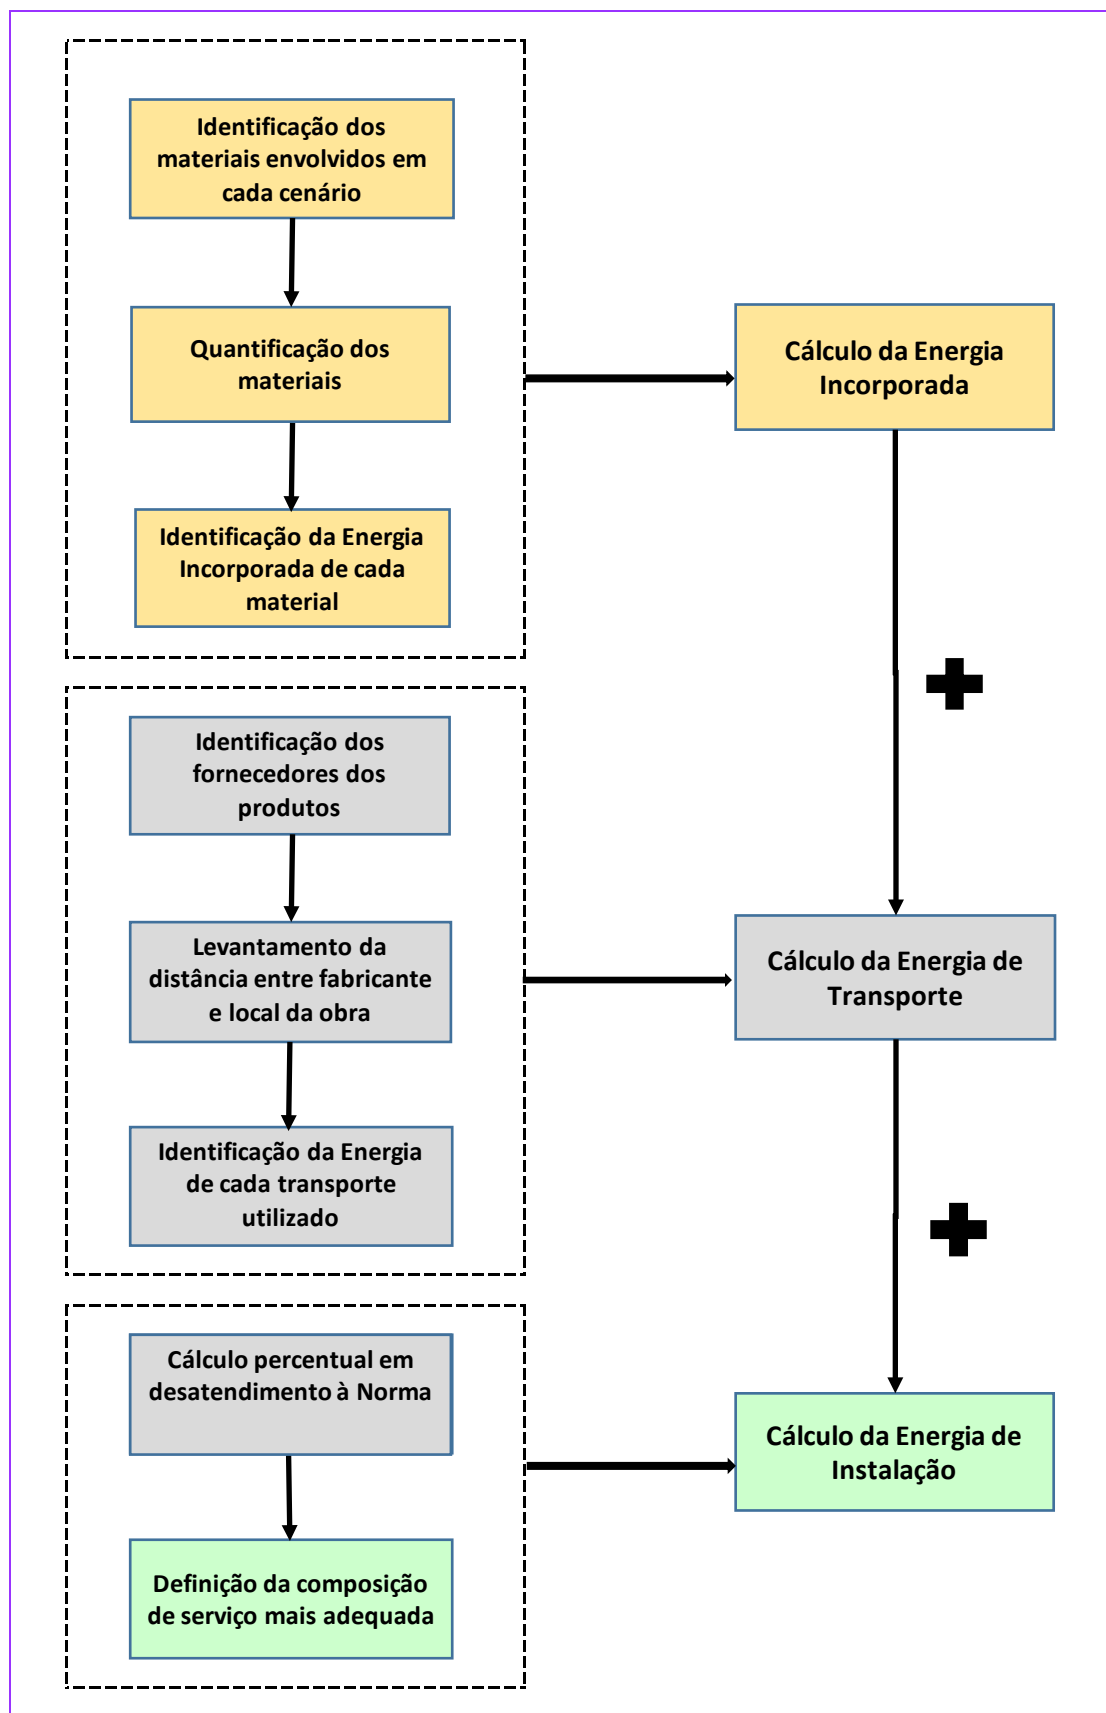 Identificação dos
materiais envolvidos em
cada cenário
Quantificação dos
materiais
Cálculo da Energia
Incorporada
Identificação da Energia
Incorporada de cada
material
Identificação dos
fornecedores dos
produtos
Levantamento da
distância entre fabricante
e local da obra
Cálculo da Energia de
Transporte
Identificação da Energia
de cada transporte
utilizado
Cálculo percentual em
desatendimento à Norma
Cálculo da Energia de
Instalação
Definição da composição
de serviço mais adequada